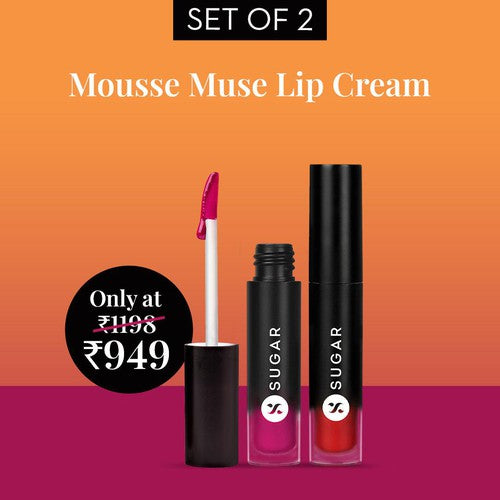 SET OF 2
Mousse Muse Lip Cream
Only at
₹1198
₹949
SUGAR
SUGAR